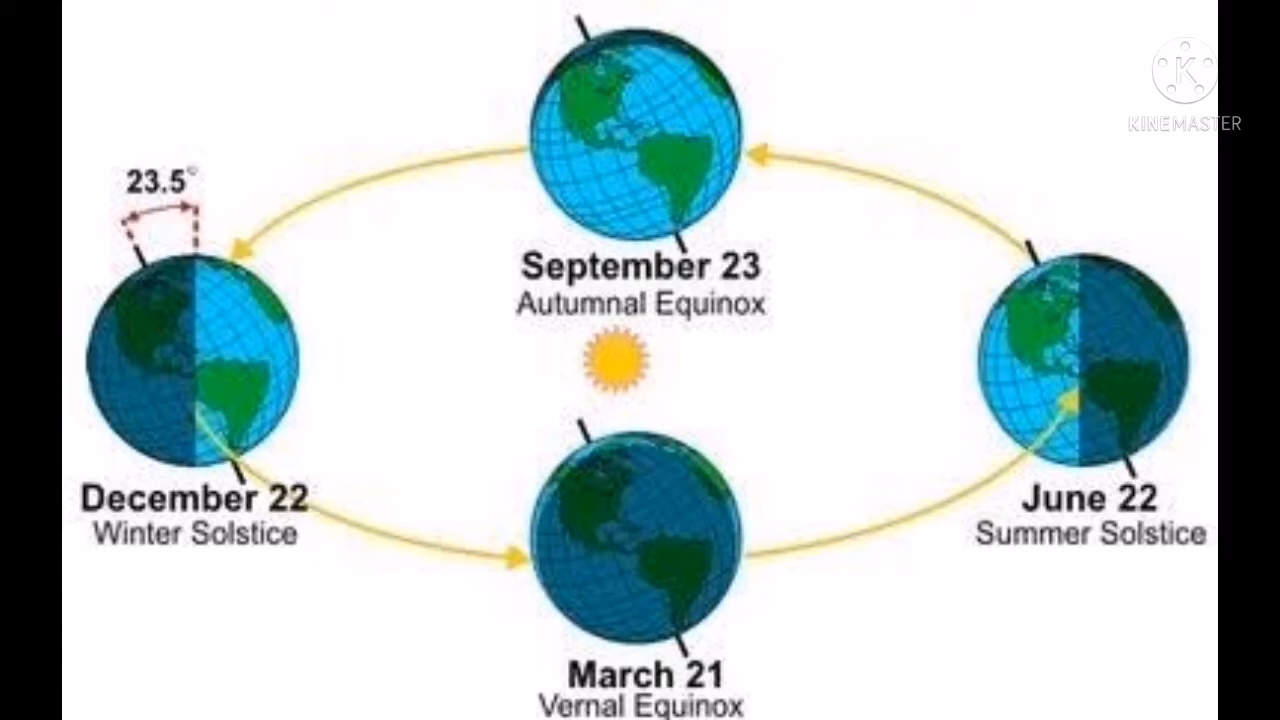 KINEMASTER
23.5°
September 23
Autumnal Equinox
December 22
Winter Solstice
June 22
Summer Solstice
March 21
Vernal Equinox